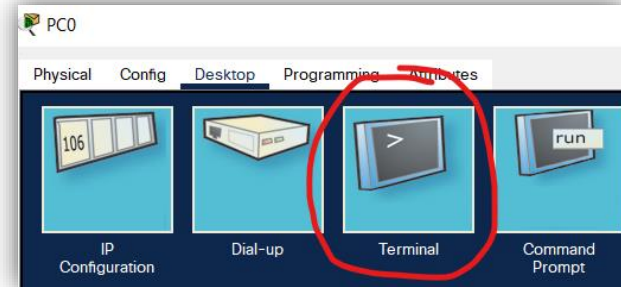 PC0
Physical Config Desktop Programming Attributes
106
>
run
IP
Configuration
Dial-up
Terminal
Command
Prompt